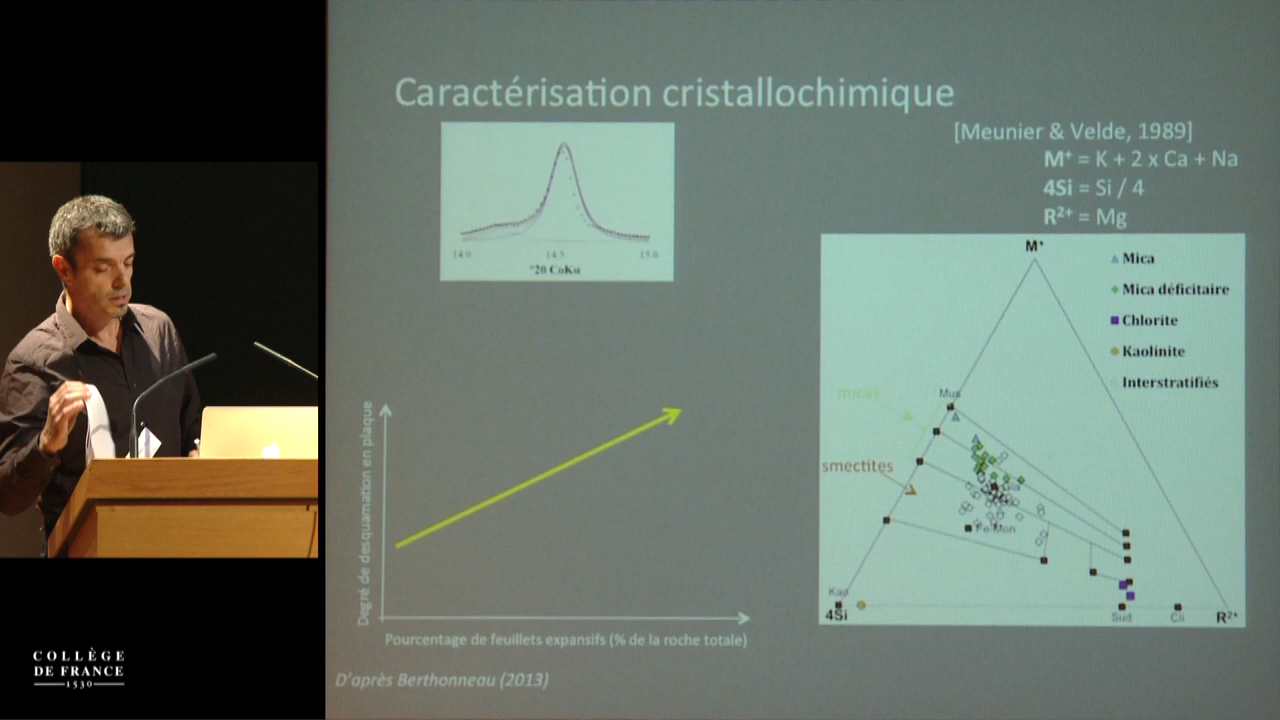 Caractérisation cristallochimique
[Meunier & Velde, 1989]
M⁺ = K + 2 x Ca + Na
4Si = Si / 4
R²⁺ = Mg
14.0 14.5 15.0
°2θ CoKα
M⁺
Mica
Mica déficitaire
Chlorite
Kaolinite
Interstratifiés
micas
Mus
smectites
Gla
Fe-Mon
Kao
4Si
Sud
Cli
R²⁺
Degré de desquamation en plaque
Pourcentage de feuillets expansifs (% de la roche totale)
D'après Berthonneau (2013)
COLLÈGE
DE FRANCE
1530